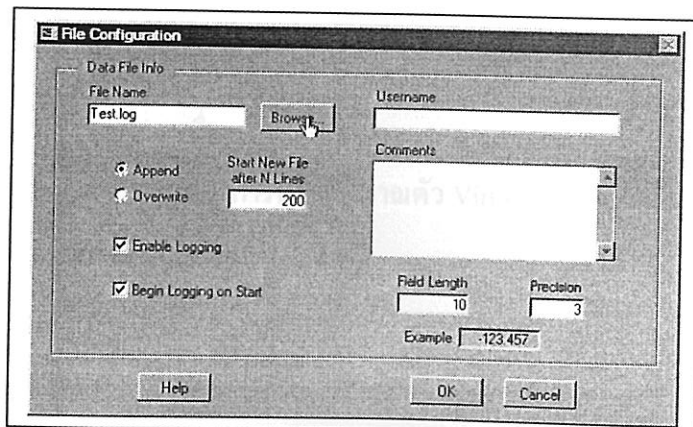 File Configuration
Data File Info
File Name
Test.log
Browse...
Username
Append
Overwrite
Start New File
after N Lines
200
Comments
Enable Logging
Begin Logging on Start
Field Length
10
Precision
3
Example
-123.457
Help
OK
Cancel